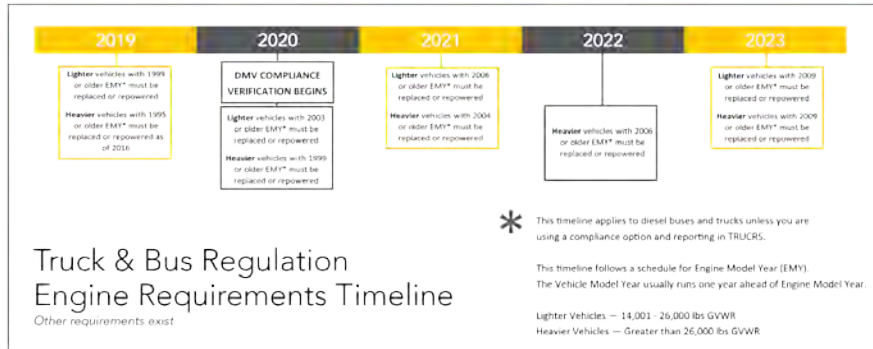 2019
2020
2021
2022
2023
Lighter vehicles with 1999
or older EMY* must be
replaced or repowered
Heavier vehicles with 1995
or older EMY* must be
replaced or repowered as
of 2016
DMV COMPLIANCE
VERIFICATION BEGINS
Lighter vehicles with 2003
or older EMY* must be
replaced or repowered
Heavier vehicles with 1999
or older EMY* must be
replaced or repowered
Lighter vehicles with 2006
or older EMY* must be
replaced or repowered
Heavier vehicles with 2004
or older EMY* must be
replaced or repowered
Heavier vehicles with 2006
or older EMY* must be
replaced or repowered
Lighter vehicles with 2009
or older EMY* must be
replaced or repowered
Heavier vehicles with 2009
or older EMY* must be
replaced or repowered
Truck & Bus Regulation
Engine Requirements Timeline
Other requirements exist
* This timeline applies to diesel buses and trucks unless you are
using a compliance option and reporting in TRUCRS.
This timeline follows a schedule for Engine Model Year (EMY).
The Vehicle Model Year usually runs one year ahead of Engine Model Year.
Lighter Vehicles — 14,001 - 26,000 lbs GVWR
Heavier Vehicles — Greater than 26,000 lbs GVWR